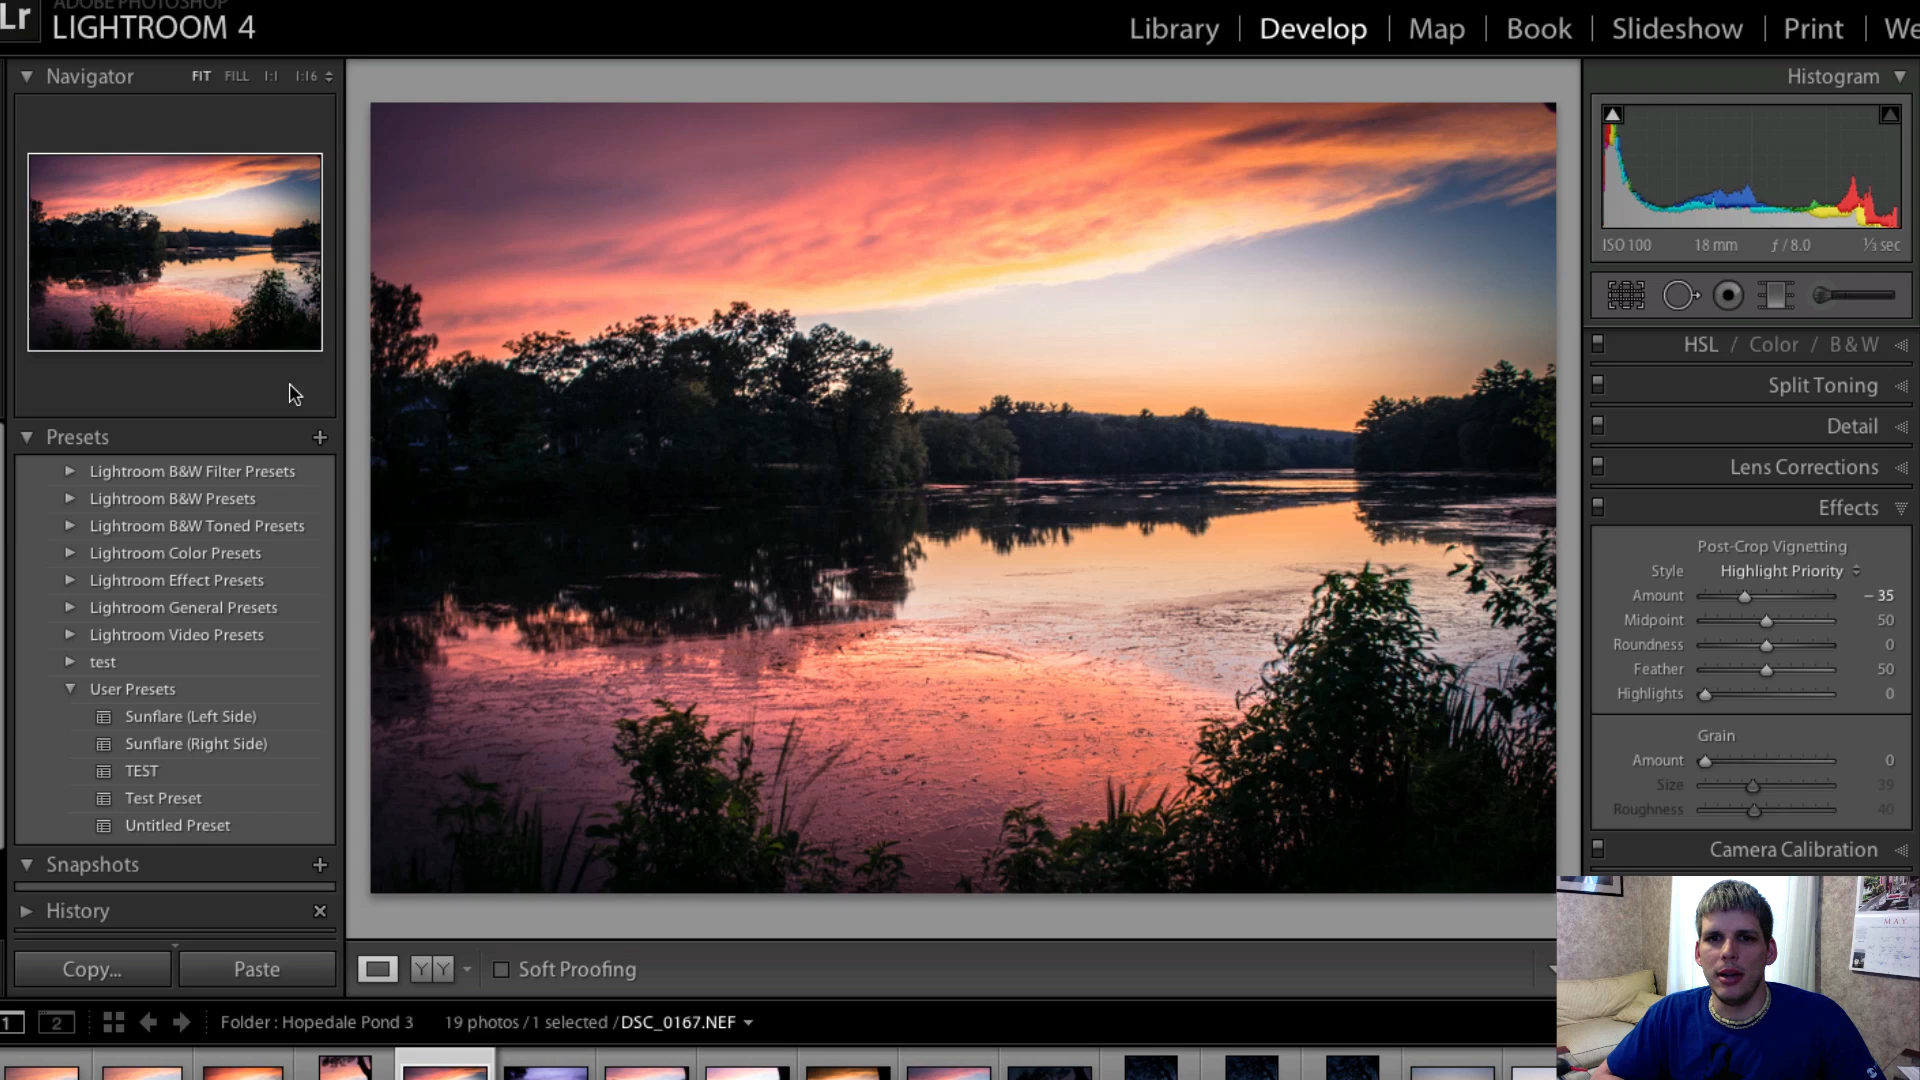 Lr
ADOBE PHOTOSHOP
LIGHTROOM 4
Library | Develop | Map | Book | Slideshow | Print | We
Navigator FIT FILL 1:1 1:16
Presets +
Lightroom B&W Filter Presets
Lightroom B&W Presets
Lightroom B&W Toned Presets
Lightroom Color Presets
Lightroom Effect Presets
Lightroom General Presets
Lightroom Video Presets
test
User Presets
Sunflare (Left Side)
Sunflare (Right Side)
TEST
Test Preset
Untitled Preset
Snapshots +
History
Copy... Paste
Soft Proofing
Histogram
ISO 100 18 mm ƒ / 8.0 ⅓ sec
HSL / Color / B & W
Split Toning
Detail
Lens Corrections
Effects
Post-Crop Vignetting
Style Highlight Priority
Amount – 35
Midpoint 50
Roundness 0
Feather 50
Highlights 0
Grain
Amount 0
Size 39
Roughness 40
Camera Calibration
MAY
1 2 Folder : Hopedale Pond 3 19 photos / 1 selected / DSC_0167.NEF